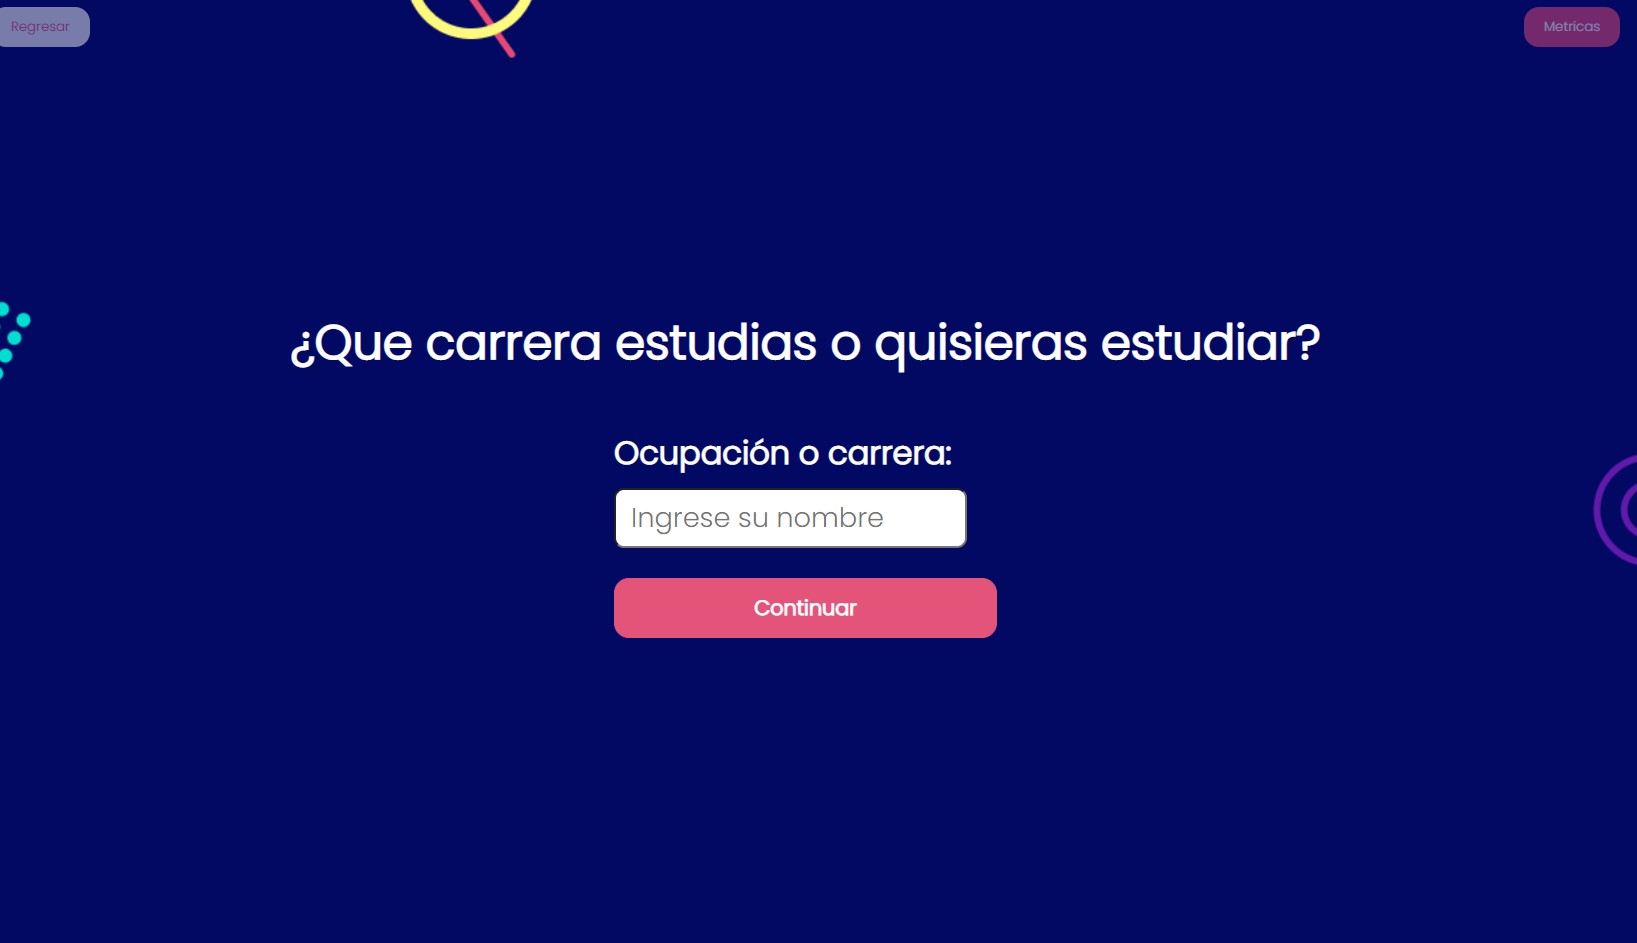 Regresar
Metricas
¿Que carrera estudias o quisieras estudiar?
Ocupación o carrera:
Ingrese su nombre
Continuar